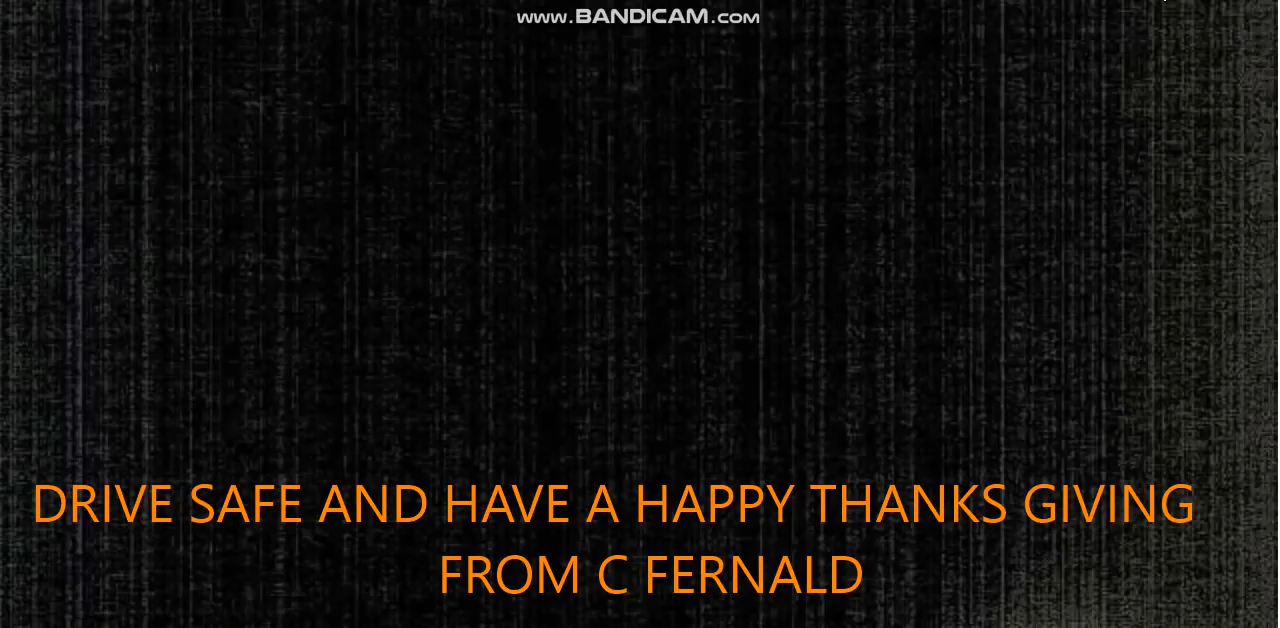 www.BANDICAM.com
DRIVE SAFE AND HAVE A HAPPY THANKS GIVING
FROM C FERNALD